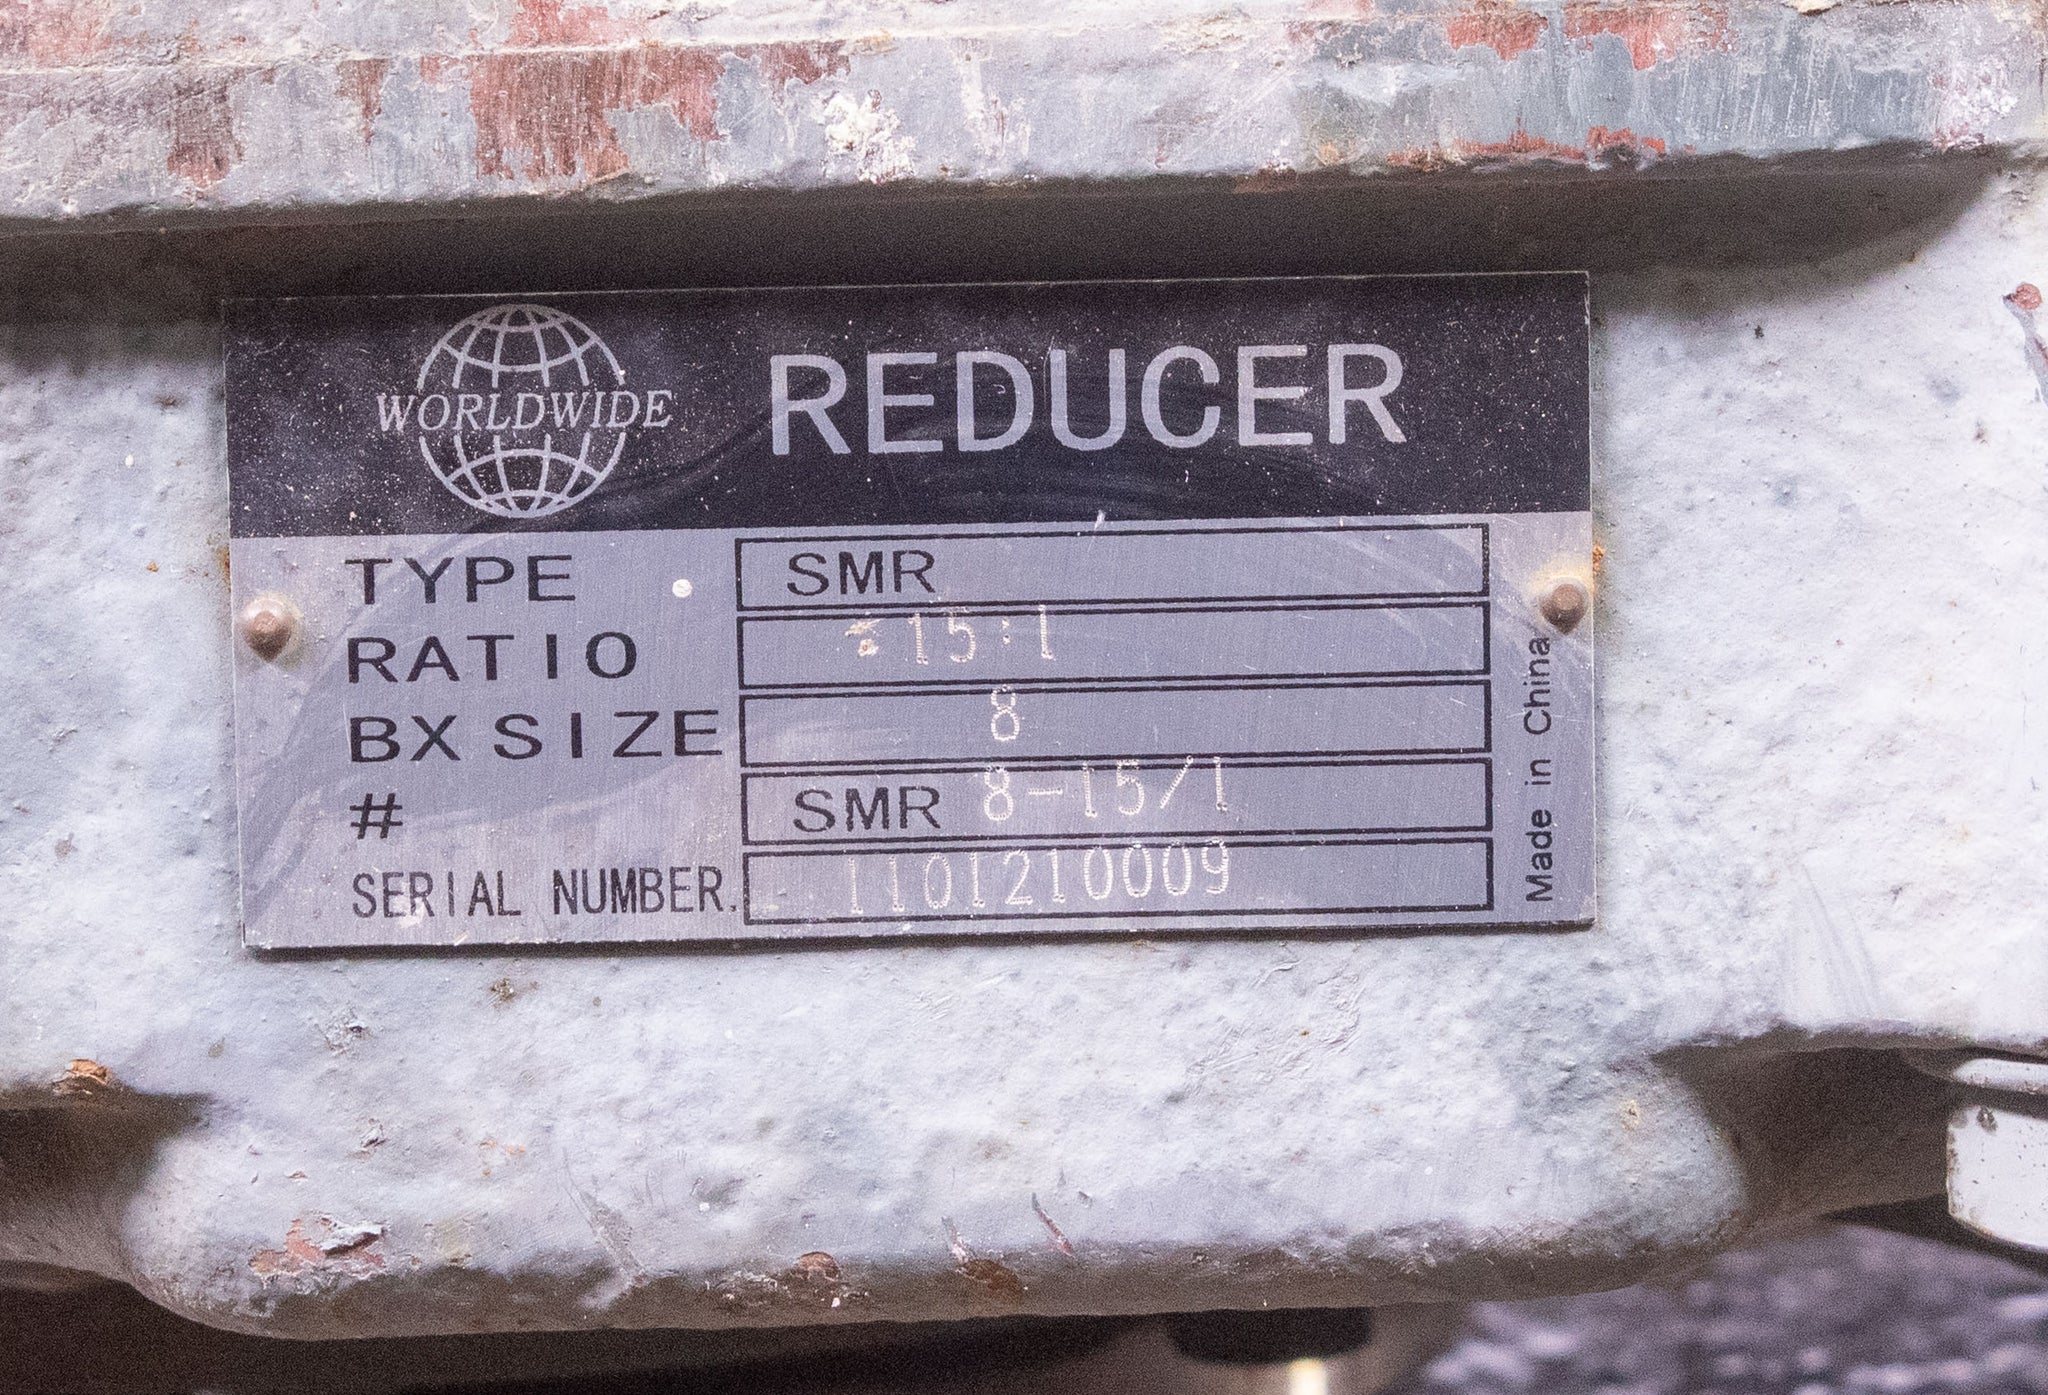 WORLDWIDE REDUCER
TYPE SMR
RATIO 15:1
BX SIZE 8
# SMR 8-15/1
SERIAL NUMBER. 1101210009
Made in China